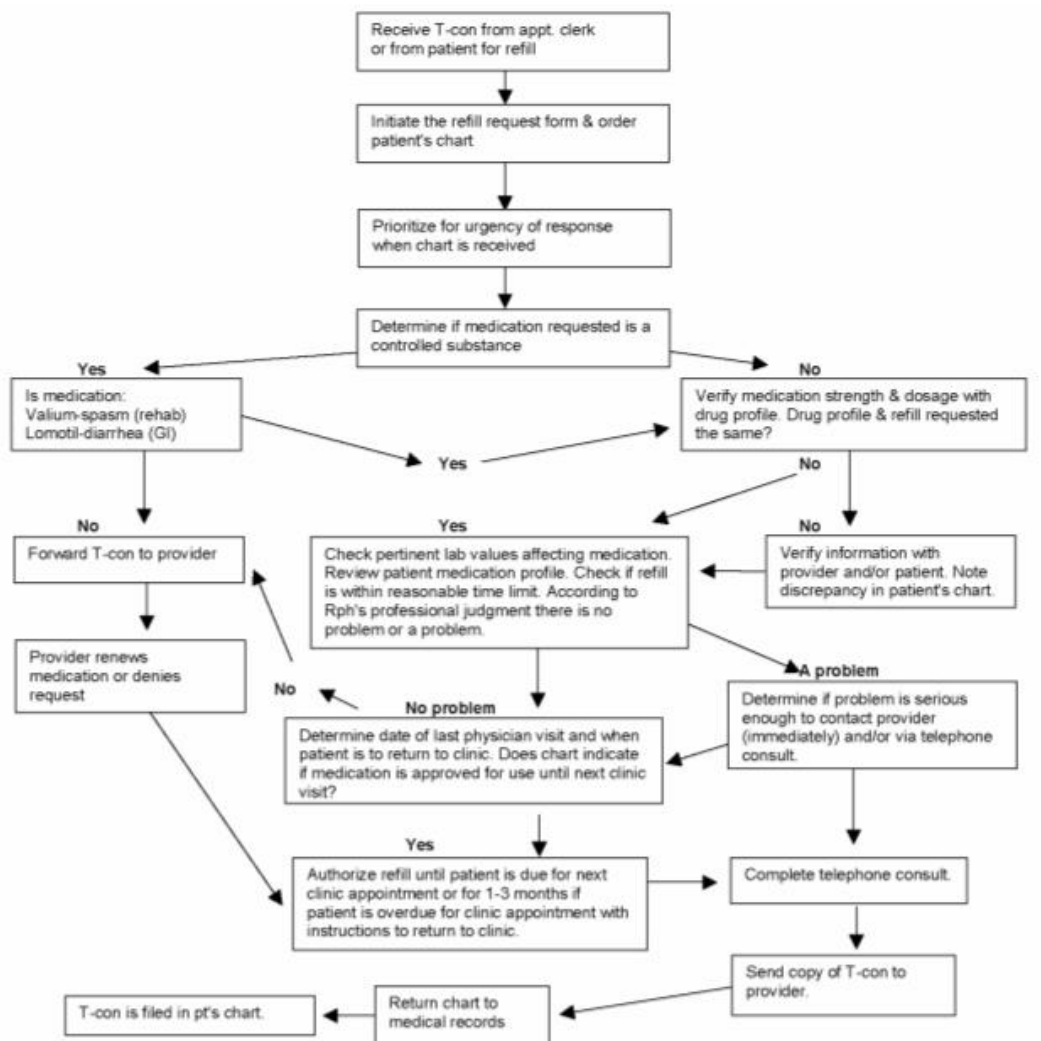 Receive T-con from appt. clerk
or from patient for refill
Initiate the refill request form & order
patient's chart
Prioritize for urgency of response
when chart is received
Determine if medication requested is a
controlled substance
Yes
No
Is medication:
Valium-spasm (rehab)
Lomotil-diarrhea (GI)
Verify medication strength & dosage with
drug profile. Drug profile & refill requested
the same?
Yes
No
No
Yes
No
Forward T-con to provider
Check pertinent lab values affecting medication.
Review patient medication profile. Check if refill
is within reasonable time limit. According to
Rph's professional judgment there is no
problem or a problem.
Verify information with
provider and/or patient. Note
discrepancy in patient's chart.
Provider renews
medication or denies
request
No
No problem
A problem
Determine date of last physician visit and when
patient is to return to clinic. Does chart indicate
if medication is approved for use until next clinic
visit?
Determine if problem is serious
enough to contact provider
(immediately) and/or via telephone
consult.
Yes
Authorize refill until patient is due for next
clinic appointment or for 1-3 months if
patient is overdue for clinic appointment with
instructions to return to clinic.
Complete telephone consult.
Send copy of T-con to
provider.
Return chart to
medical records
T-con is filed in pt's chart.